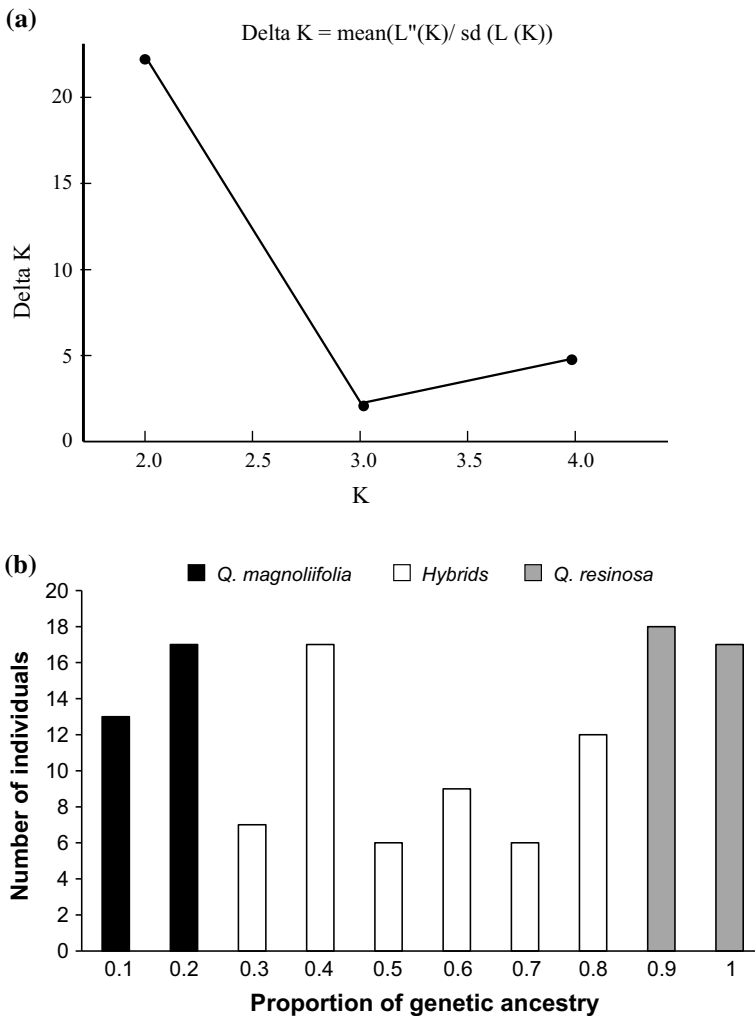 (a)
Delta K = mean(L"(K)/ sd (L (K))
20
15
10
5
0
Delta K
2.0 2.5 3.0 3.5 4.0
K
(b)
Q. magnoliifolia Hybrids Q. resinosa
20
18
16
14
12
10
8
6
4
2
0
Number of individuals
0.1 0.2 0.3 0.4 0.5 0.6 0.7 0.8 0.9 1
Proportion of genetic ancestry